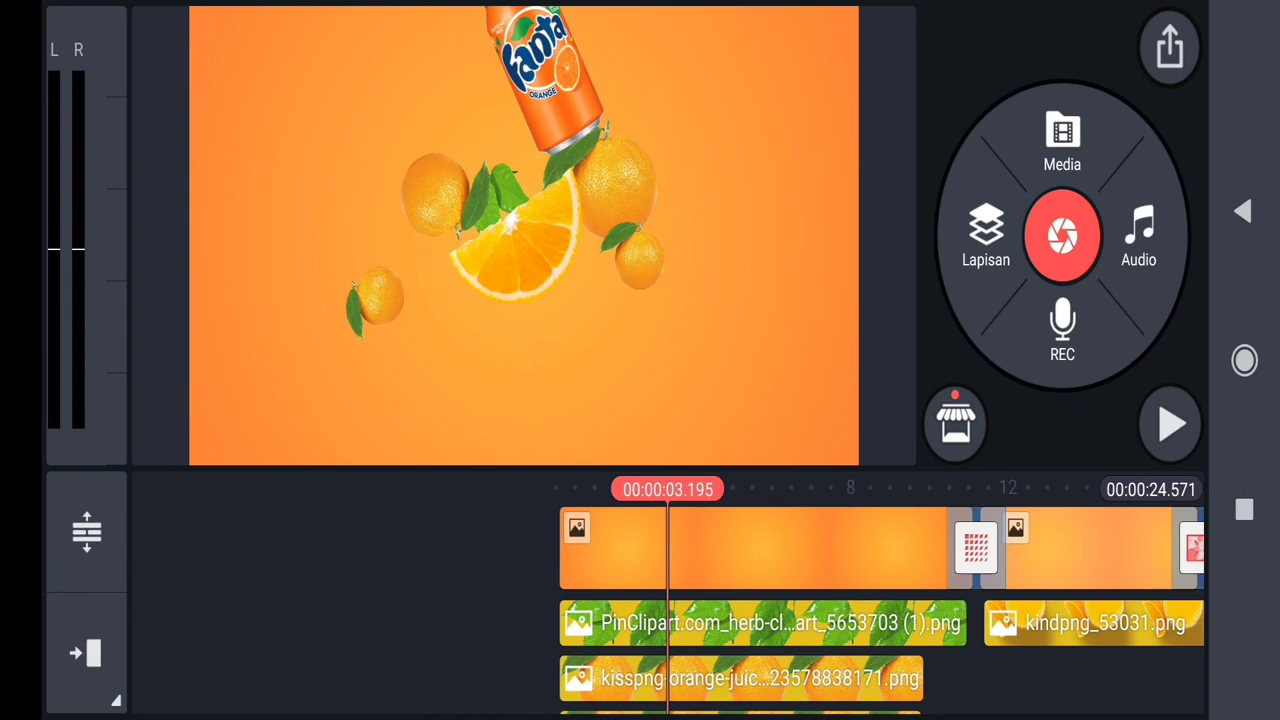 L R
Fanta
ORANGE
Media
Lapisan
Audio
REC
00:00:03.195
8
12
00:00:24.571
PinClipart.com_herb-cl...art_5653703 (1).png
kindpng_53031.png
kisspng-orange-juic...23578838171.png